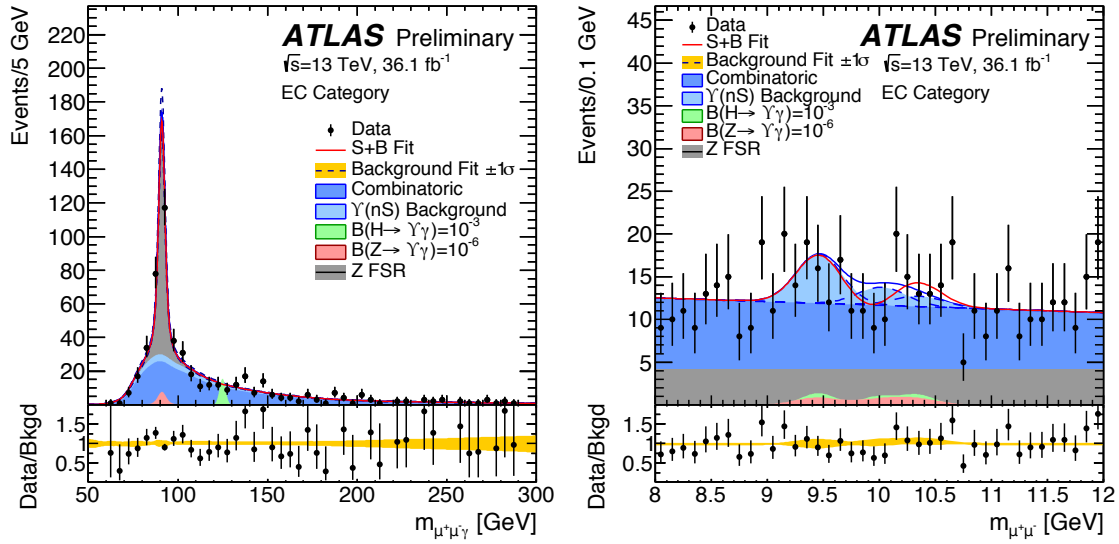 Events/5 GeV
220
200
180
160
140
120
100
80
60
40
20
ATLAS Preliminary
√s=13 TeV, 36.1 fb⁻¹
EC Category
Data
S+B Fit
Background Fit ±1σ
Combinatoric
ϒ(nS) Background
B(H→ ϒγ)=10⁻³
B(Z→ ϒγ)=10⁻⁶
Z FSR
Data/Bkgd
1.5
1
0.5
50 100 150 200 250 300
m_μ⁺μ⁻γ [GeV]
Events/0.1 GeV
45
40
35
30
25
20
15
10
5
Data
S+B Fit
Background Fit ±1σ
Combinatoric
ϒ(nS) Background
B(H→ ϒγ)=10⁻³
B(Z→ ϒγ)=10⁻⁶
Z FSR
ATLAS Preliminary
√s=13 TeV, 36.1 fb⁻¹
EC Category
Data/Bkgd
1.5
1
0.5
8 8.5 9 9.5 10 10.5 11 11.5 12
m_μ⁺μ⁻ [GeV]